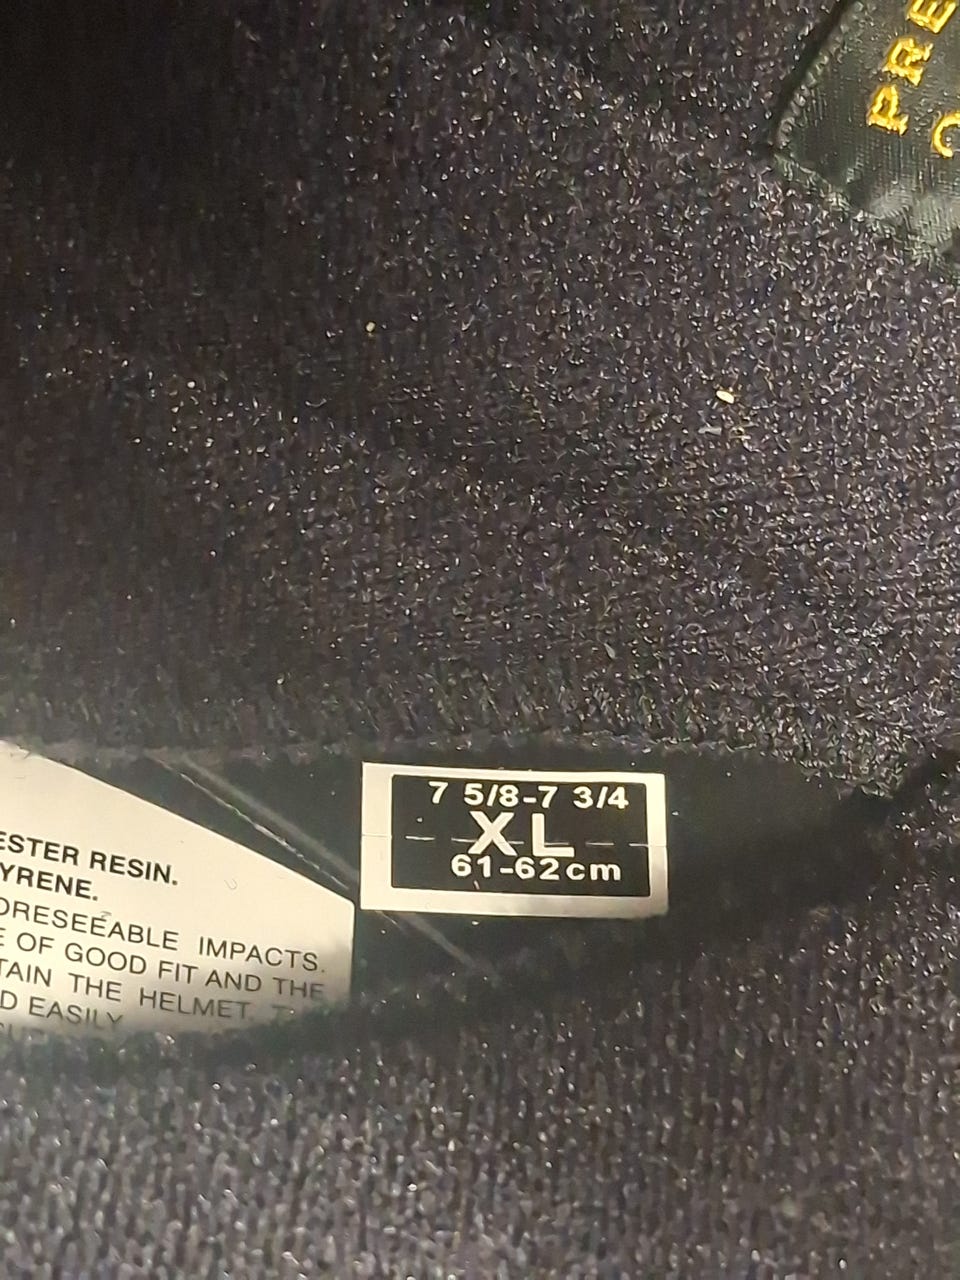 PRE
7 5/8-7 3/4
XL
61-62cm
ESTER RESIN.
YRENE.
ORESEEABLE IMPACTS.
E OF GOOD FIT AND THE
TAIN THE HELMET.
D EASILY